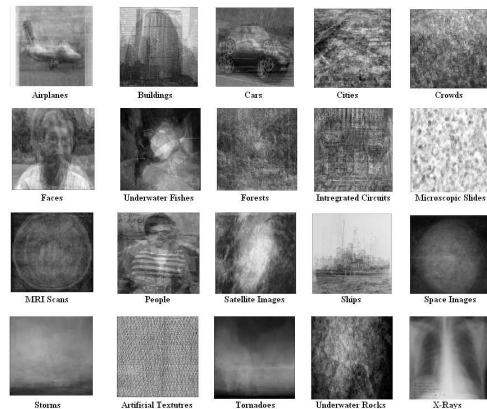 Airplanes Buildings Cars Cities Crowds
Faces Underwater Fishes Forests Intregrated Circuits Microscopic Slides
MRI Scans People Satellite Images Ships Space Images
Storms Artificial Textutres Tornadoes Underwater Rocks X-Rays